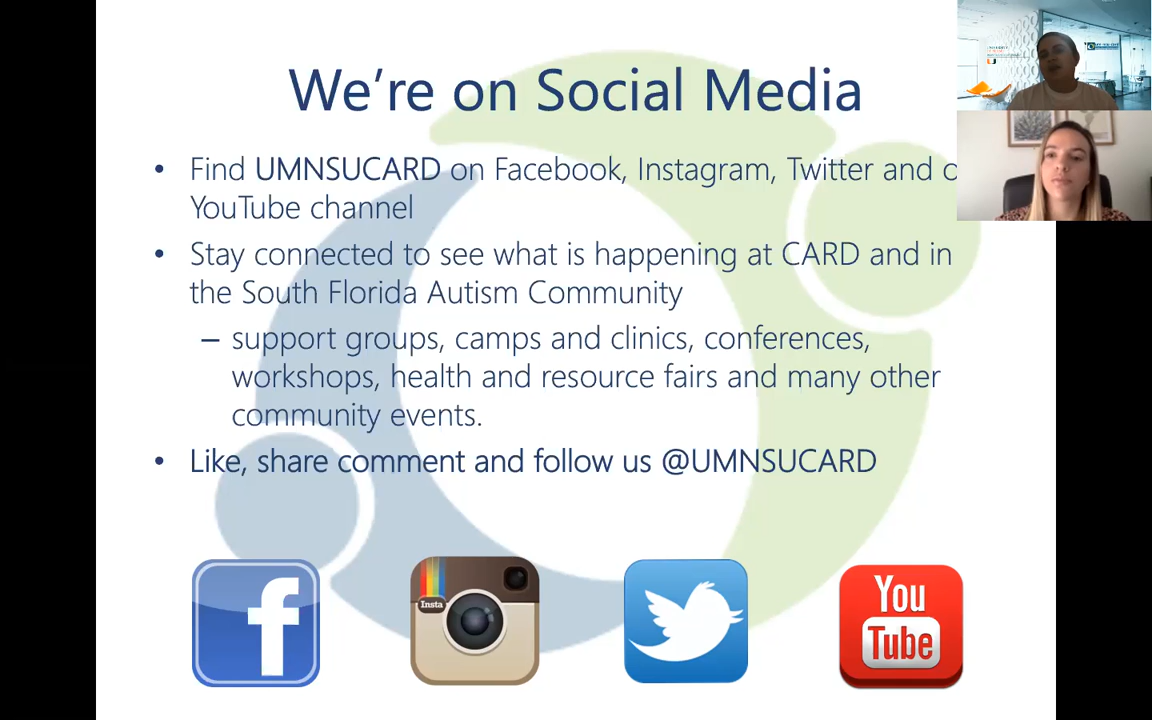 We're on Social Media
• Find UMNSUCARD on Facebook, Instagram, Twitter and
YouTube channel
• Stay connected to see what is happening at CARD and in
the South Florida Autism Community
– support groups, camps and clinics, conferences,
workshops, health and resource fairs and many other
community events.
• Like, share comment and follow us @UMNSUCARD
f
Insta
You
Tube